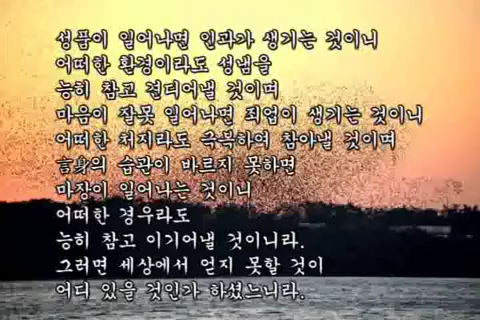 성품이 일어나면 인과가 생기는 것이니
어떠한 환경이라도 성냄을
능히 참고 견디어낼 것이며
마음이 잘못 일어나면 죄업이 생기는 것이니
어떠한 처지라도 극복하여 참아낼 것이며
言身의 습관이 바르지 못하면
마장이 일어나는 것이니
어떠한 경우라도
능히 참고 이기어낼 것이니라.
그러면 세상에서 얻지 못할 것이
어디 있을 것인가 하셨느니라.